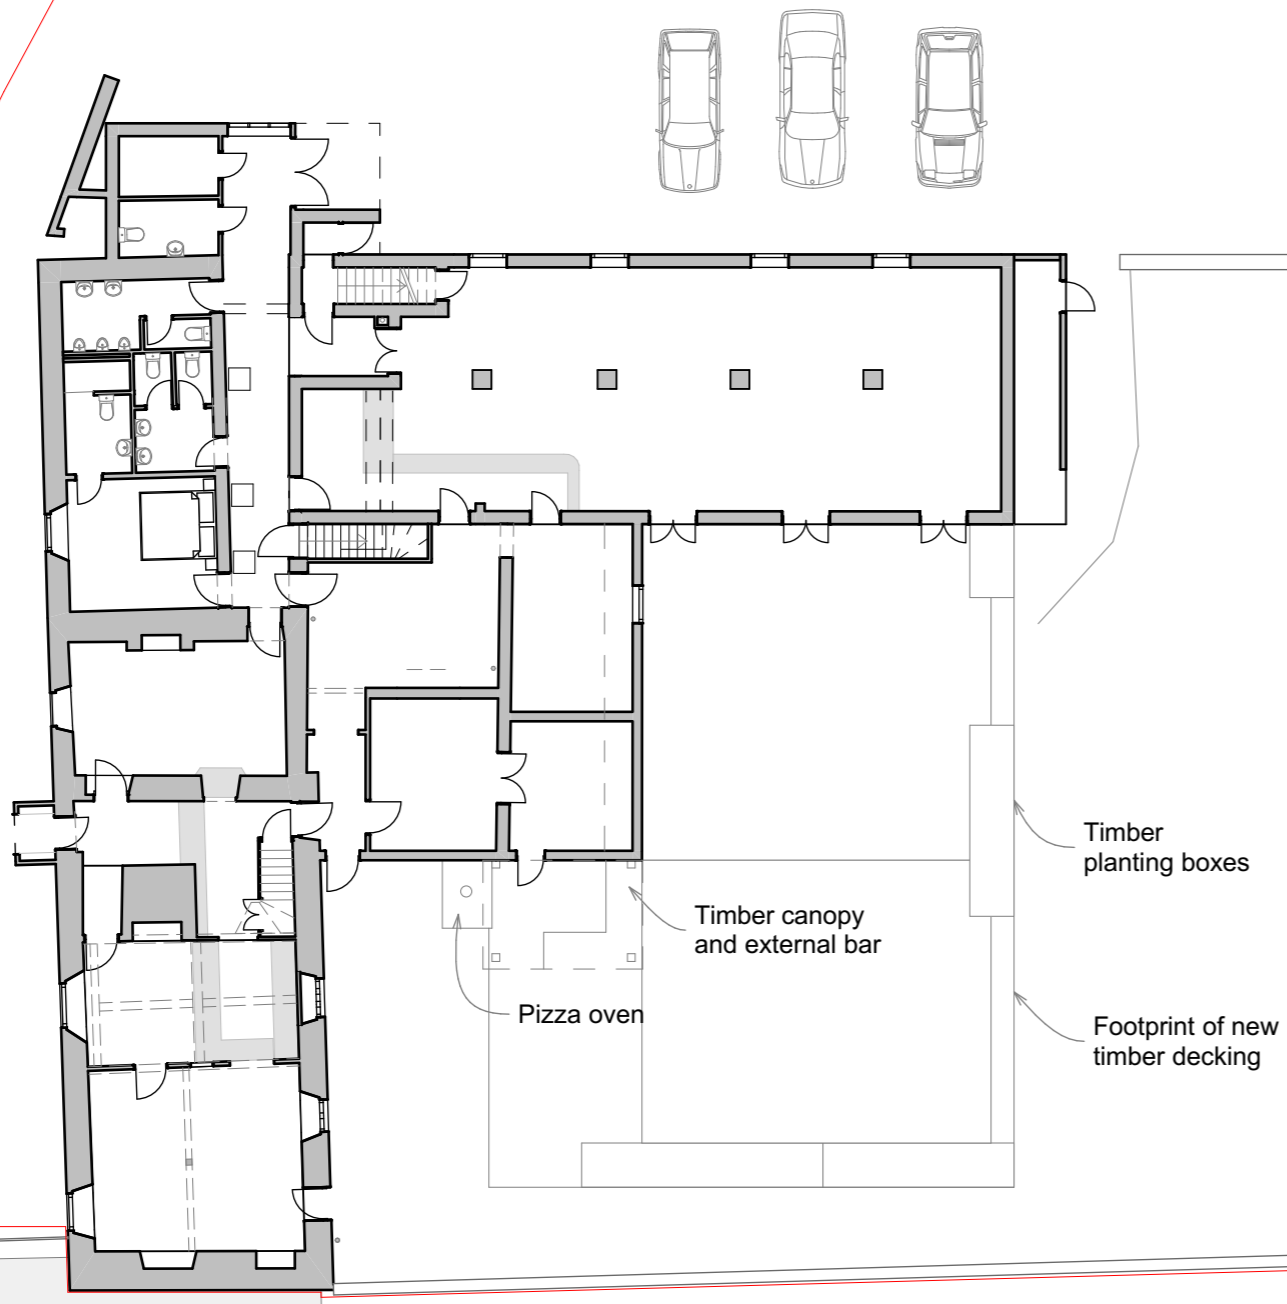 Timber
planting boxes
Timber canopy
and external bar
Pizza oven
Footprint of new
timber decking